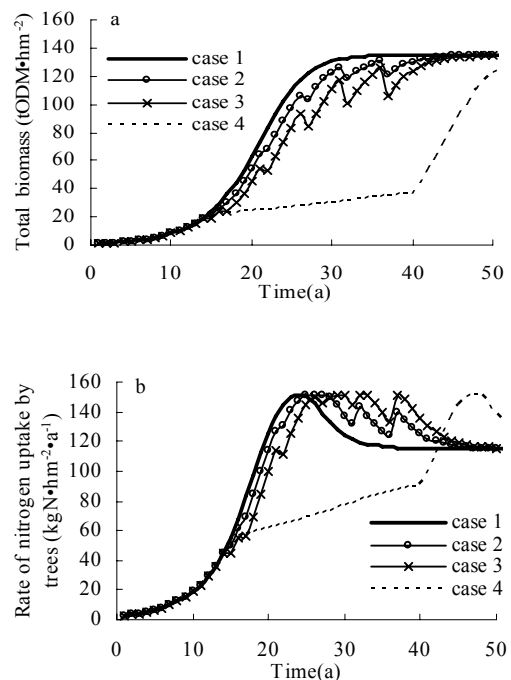 a
160
140
120
100
80
60
40
20
0
Total biomass (tODM•hm-2)
case 1
case 2
case 3
case 4
0 10 20 30 40 50
Time(a)
b
160
140
120
100
80
60
40
20
0
Rate of nitrogen uptake by
trees (kgN•hm-2•a-1)
case 1
case 2
case 3
case 4
0 10 20 30 40 50
Time(a)